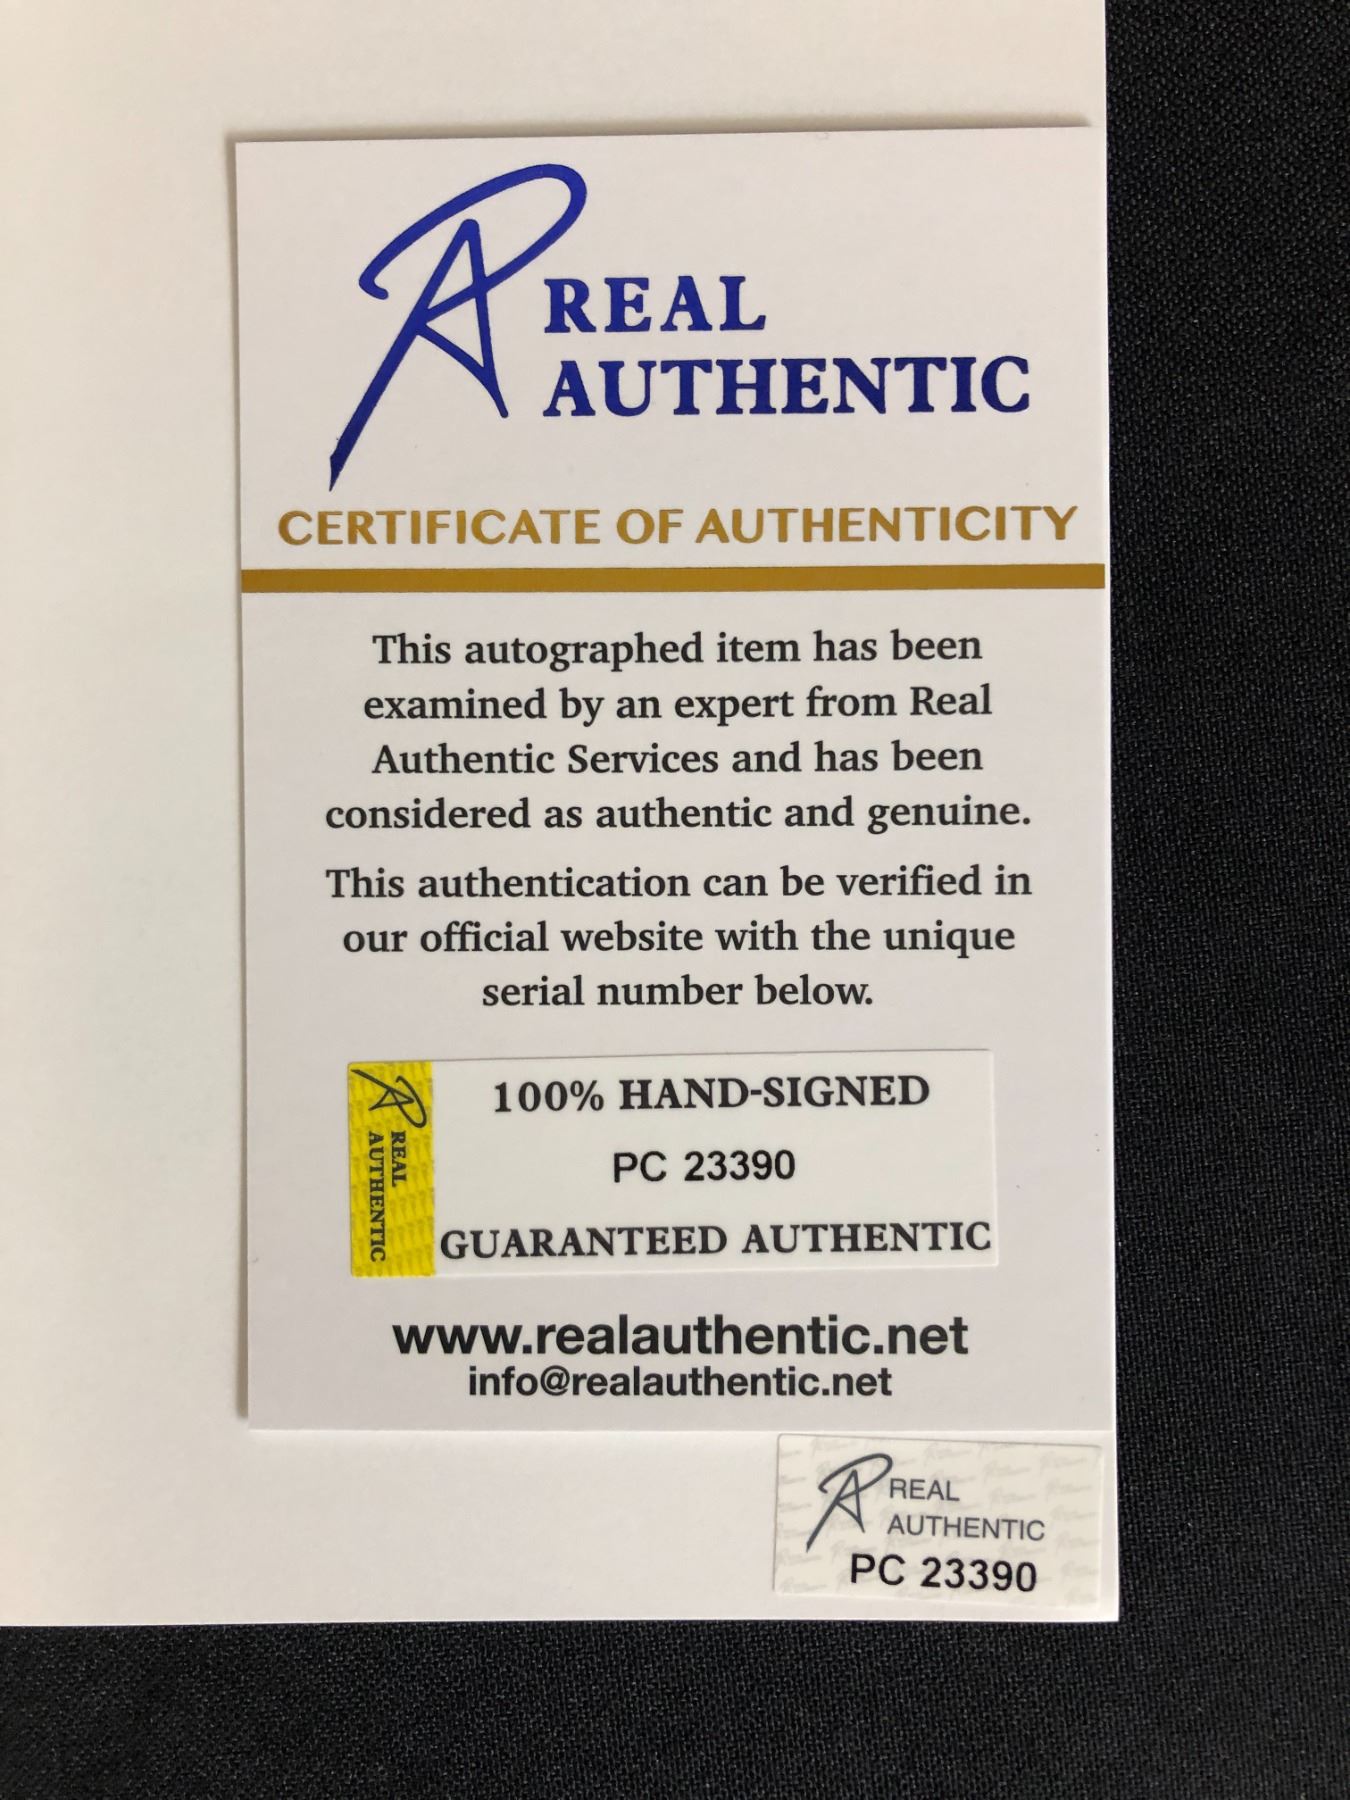 REAL
AUTHENTIC
CERTIFICATE OF AUTHENTICITY
This autographed item has been
examined by an expert from Real
Authentic Services and has been
considered as authentic and genuine.
This authentication can be verified in
our official website with the unique
serial number below.
REAL
AUTHENTIC
100% HAND-SIGNED
PC 23390
GUARANTEED AUTHENTIC
www.realauthentic.net
info@realauthentic.net
REAL
AUTHENTIC
PC 23390